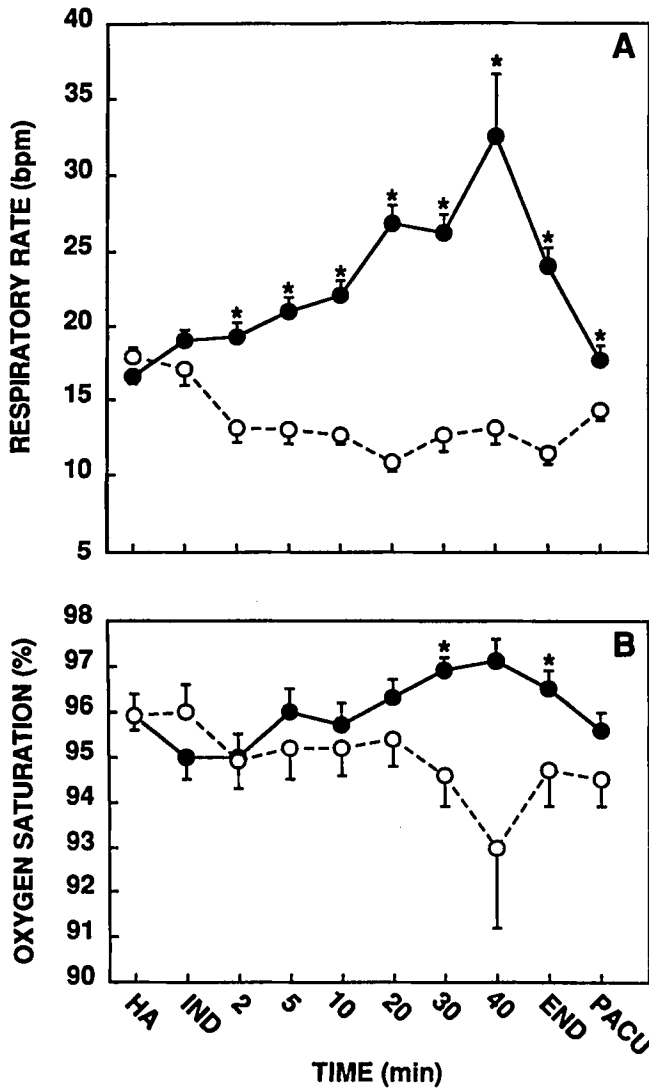 A
RESPIRATORY RATE (bpm)
40
35
30
25
20
15
10
5
* * * * * * * *
B
OXYGEN SATURATION (%)
98
97
96
95
94
93
92
91
90
* *
HA IND 2 5 10 20 30 40 END PACU
TIME (min)